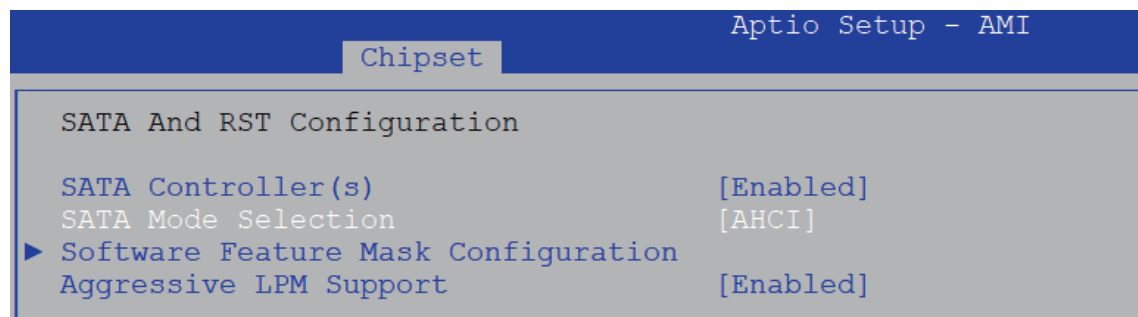 Aptio Setup - AMI
Chipset
SATA And RST Configuration
SATA Controller(s) [Enabled]
SATA Mode Selection [AHCI]
► Software Feature Mask Configuration
Aggressive LPM Support [Enabled]